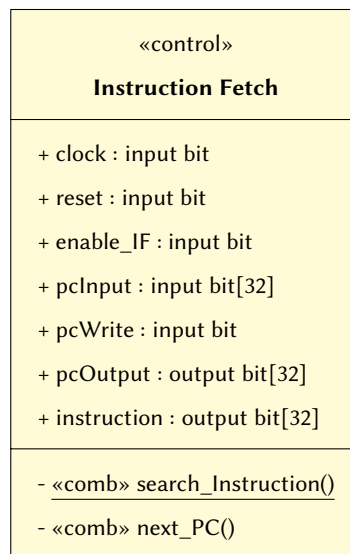 «control»
Instruction Fetch
+ clock : input bit
+ reset : input bit
+ enable_IF : input bit
+ pcInput : input bit[32]
+ pcWrite : input bit
+ pcOutput : output bit[32]
+ instruction : output bit[32]
- «comb» search_Instruction()
- «comb» next_PC()